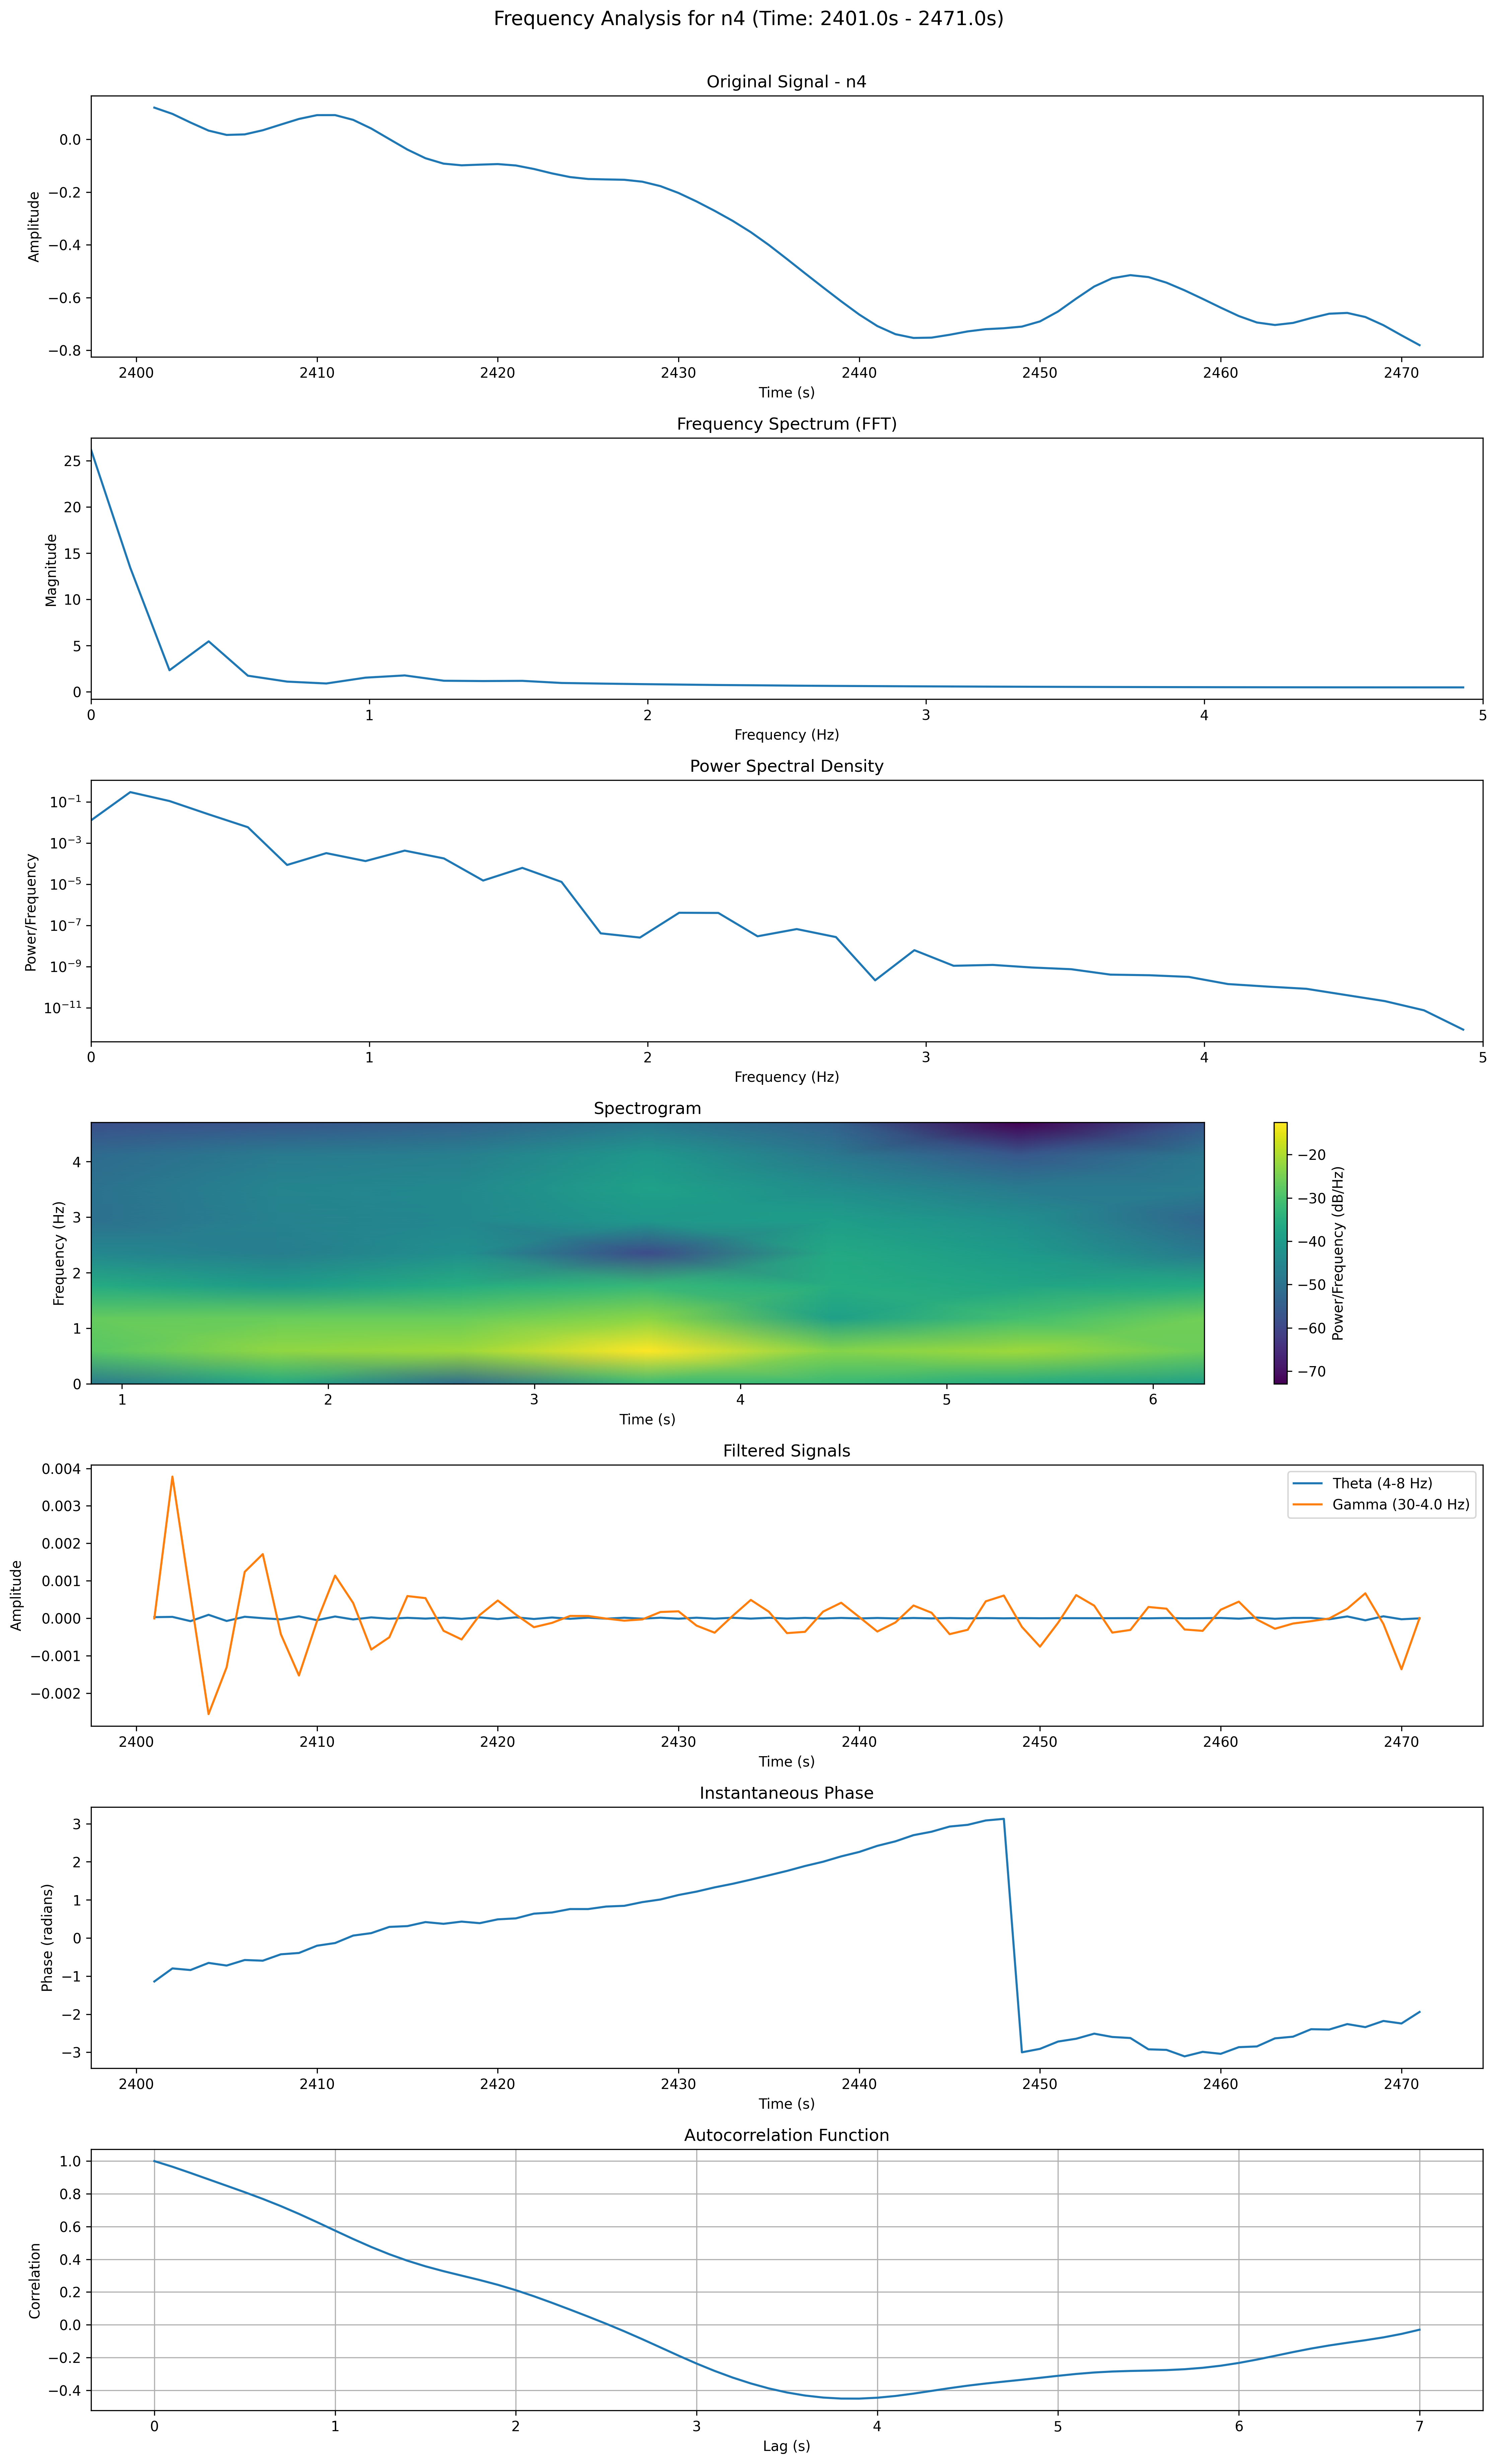 Frequency Analysis for n4 (Time: 2401.0s - 2471.0s)
Original Signal - n4
0.0
−0.2
−0.4
−0.6
−0.8
Amplitude
2400 2410 2420 2430 2440 2450 2460 2470
Time (s)
Frequency Spectrum (FFT)
25
20
15
10
5
0
Magnitude
0 1 2 3 4 5
Frequency (Hz)
Power Spectral Density
10⁻¹
10⁻³
10⁻⁵
10⁻⁷
10⁻⁹
10⁻¹¹
Power/Frequency
0 1 2 3 4 5
Frequency (Hz)
Spectrogram
4
3
2
1
0
Frequency (Hz)
1 2 3 4 5 6
Time (s)
−20
−30
−40
−50
−60
−70
Power/Frequency (dB/Hz)
Filtered Signals
0.004
0.003
0.002
0.001
0.000
−0.001
−0.002
Amplitude
Theta (4-8 Hz)
Gamma (30-4.0 Hz)
2400 2410 2420 2430 2440 2450 2460 2470
Time (s)
Instantaneous Phase
3
2
1
0
−1
−2
−3
Phase (radians)
2400 2410 2420 2430 2440 2450 2460 2470
Time (s)
Autocorrelation Function
1.0
0.8
0.6
0.4
0.2
0.0
−0.2
−0.4
Correlation
0 1 2 3 4 5 6 7
Lag (s)